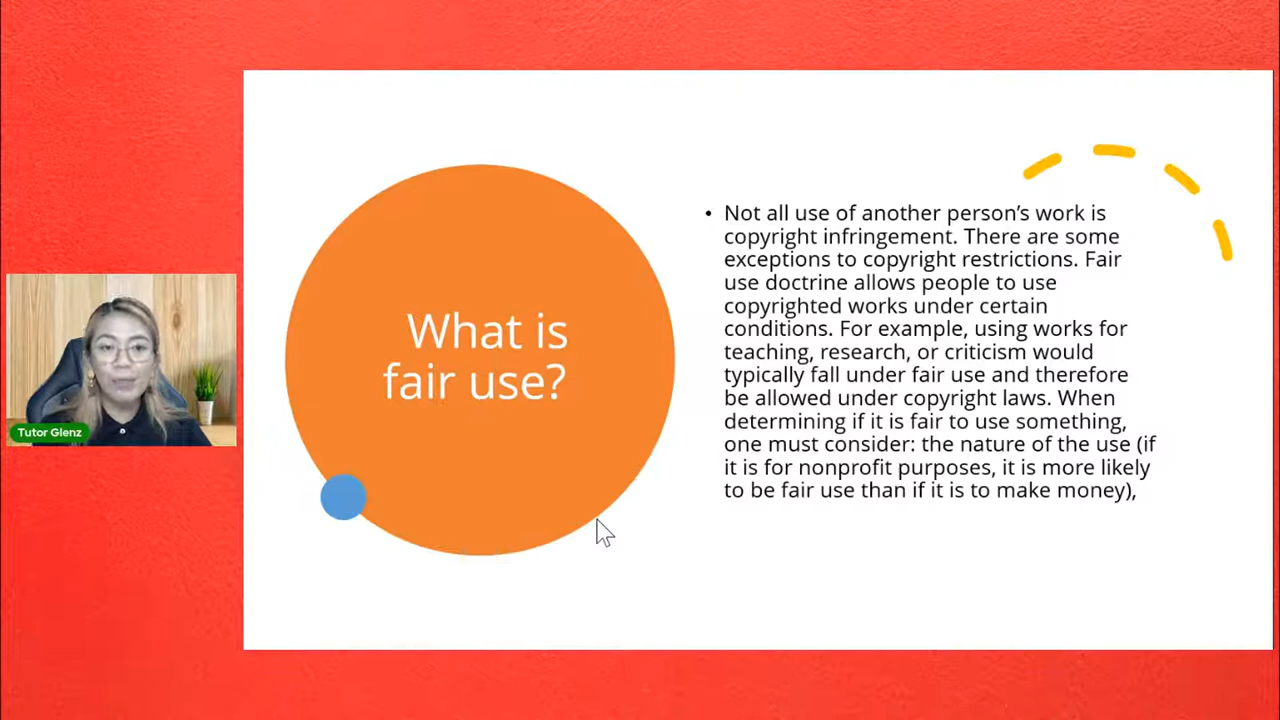 What is
fair use?
• Not all use of another person’s work is
copyright infringement. There are some
exceptions to copyright restrictions. Fair
use doctrine allows people to use
copyrighted works under certain
conditions. For example, using works for
teaching, research, or criticism would
typically fall under fair use and therefore
be allowed under copyright laws. When
determining if it is fair to use something,
one must consider: the nature of the use (if
it is for nonprofit purposes, it is more likely
to be fair use than if it is to make money),
Tutor Glenz